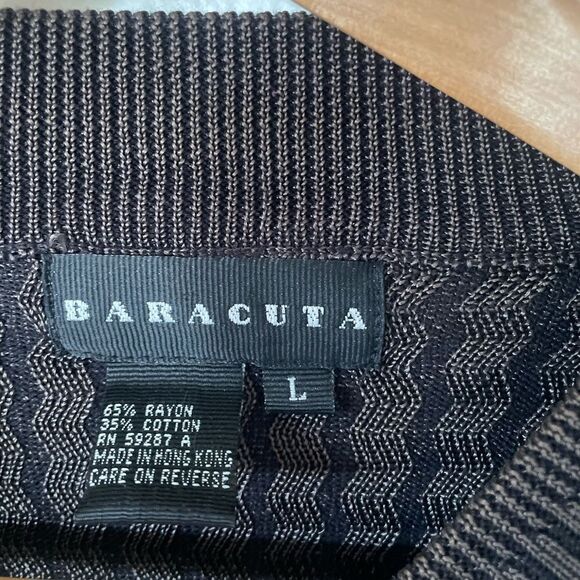 BARACUTA
L
65% RAYON
35% COTTON
RN 59287 A
MADE IN HONG KONG
CARE ON REVERSE